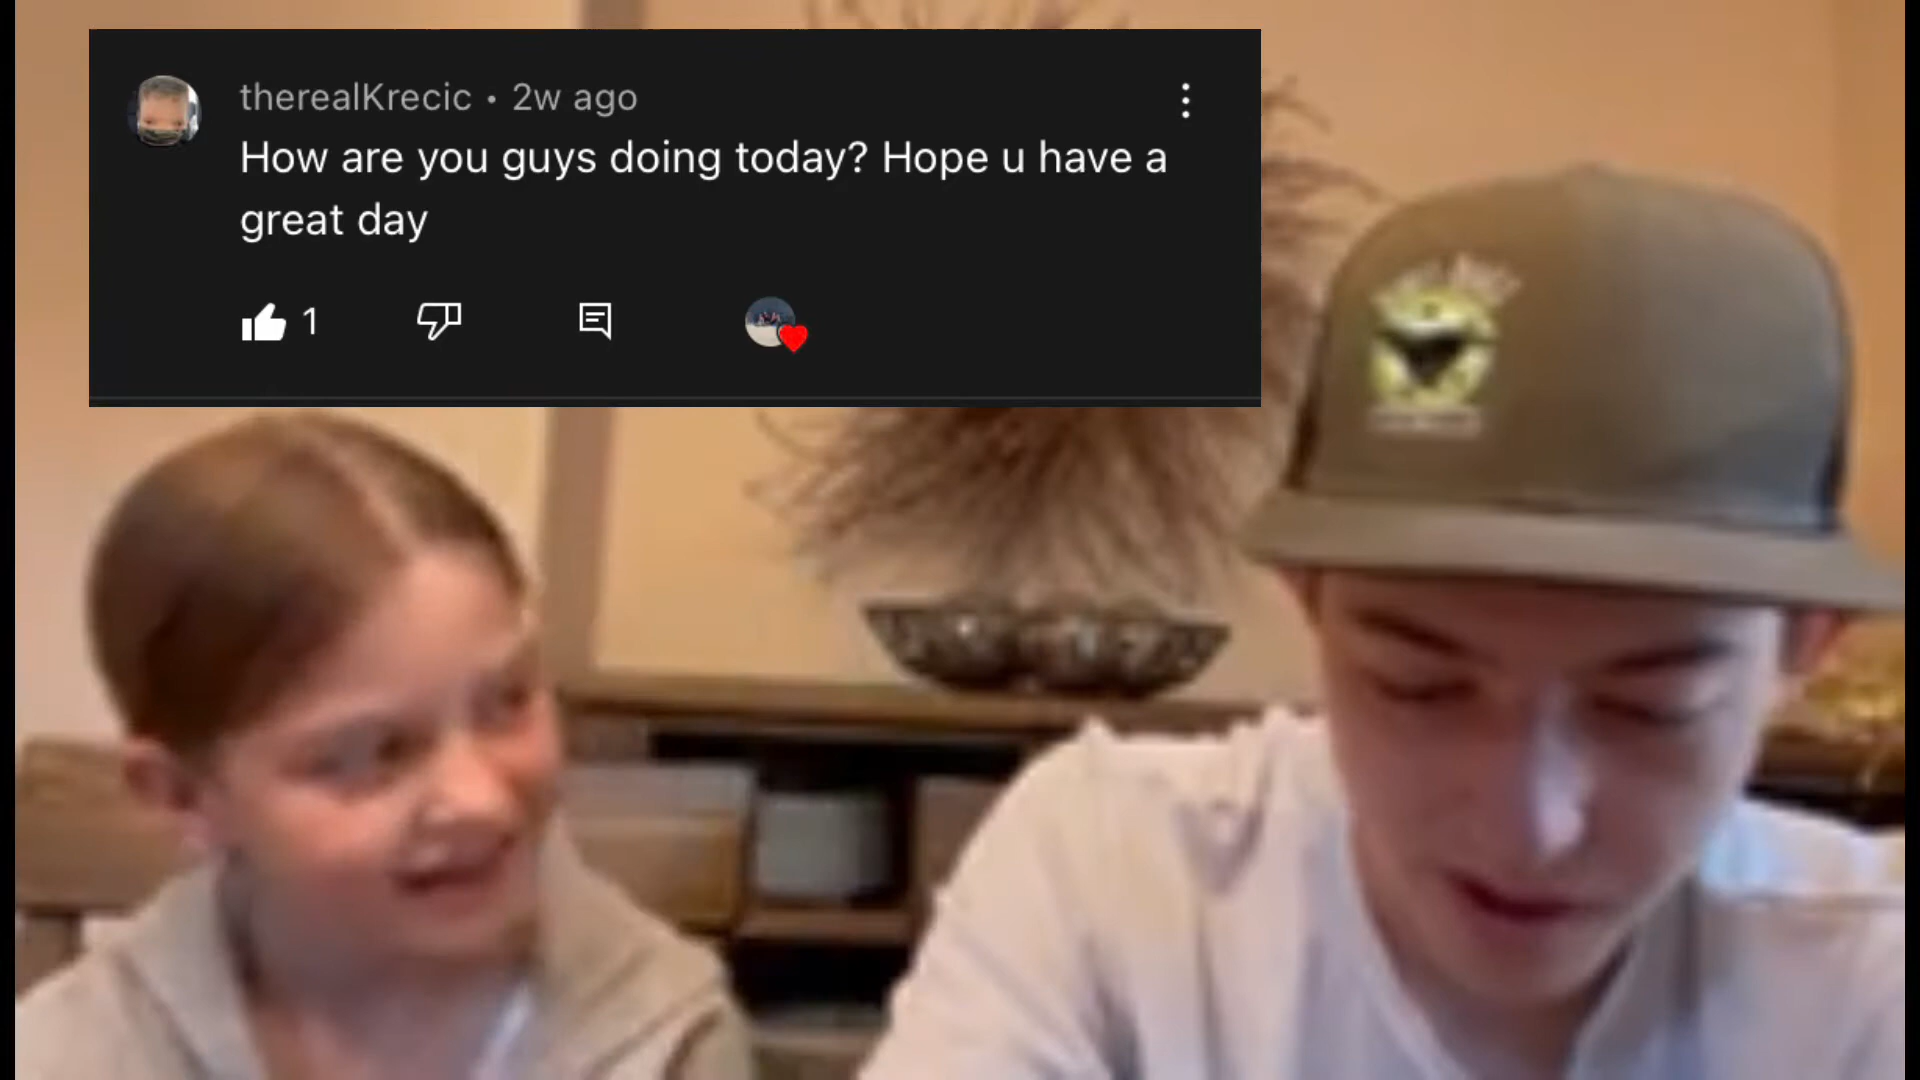 therealKrecic • 2w ago
How are you guys doing today? Hope u have a
great day
1